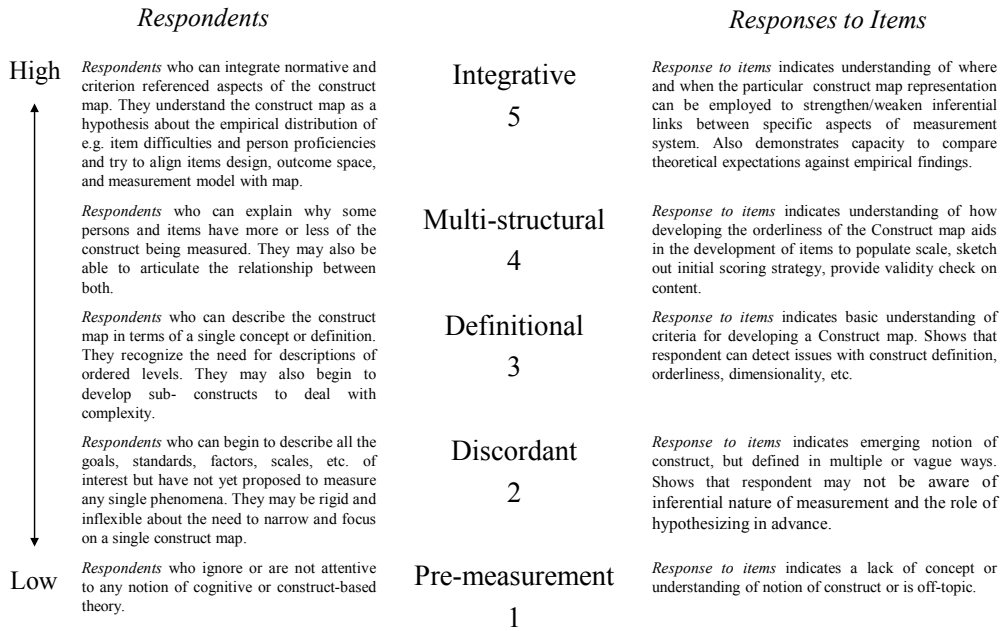 Respondents
Responses to Items
High
Respondents who can integrate normative and
criterion referenced aspects of the construct
map. They understand the construct map as a
hypothesis about the empirical distribution of
e.g. item difficulties and person proficiencies
and try to align items design, outcome space,
and measurement model with map.
Integrative
5
Response to items indicates understanding of where
and when the particular construct map representation
can be employed to strengthen/weaken inferential
links between specific aspects of measurement
system. Also demonstrates capacity to compare
theoretical expectations against empirical findings.
Respondents who can explain why some
persons and items have more or less of the
construct being measured. They may also be
able to articulate the relationship between
both.
Multi-structural
4
Response to items indicates understanding of how
developing the orderliness of the Construct map aids
in the development of items to populate scale, sketch
out initial scoring strategy, provide validity check on
content.
Respondents who can describe the construct
map in terms of a single concept or definition.
They recognize the need for descriptions of
ordered levels. They may also begin to
develop sub- constructs to deal with
complexity.
Definitional
3
Response to items indicates basic understanding of
criteria for developing a Construct map. Shows that
respondent can detect issues with construct definition,
orderliness, dimensionality, etc.
Respondents who can begin to describe all the
goals, standards, factors, scales, etc. of
interest but have not yet proposed to measure
any single phenomena. They may be rigid and
inflexible about the need to narrow and focus
on a single construct map.
Discordant
2
Response to items indicates emerging notion of
construct, but defined in multiple or vague ways.
Shows that respondent may not be aware of
inferential nature of measurement and the role of
hypothesizing in advance.
Low
Respondents who ignore or are not attentive
to any notion of cognitive or construct-based
theory.
Pre-measurement
1
Response to items indicates a lack of concept or
understanding of notion of construct or is off-topic.